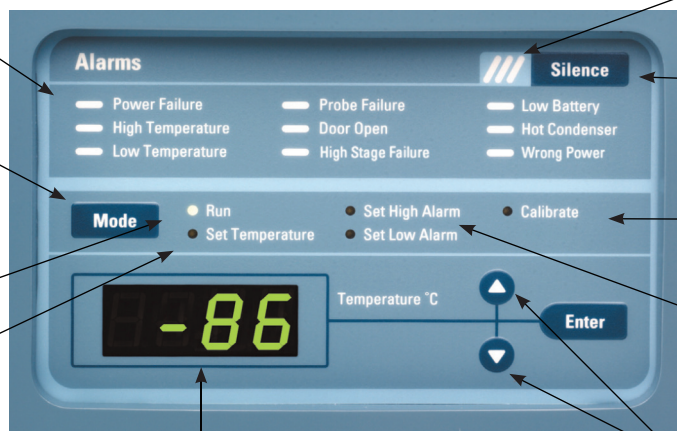 Alarms
Silence
Power Failure Probe Failure Low Battery
High Temperature Door Open Hot Condenser
Low Temperature High Stage Failure Wrong Power
Mode
Run Set High Alarm Calibrate
Set Temperature Set Low Alarm
-86
Temperature °C
Enter